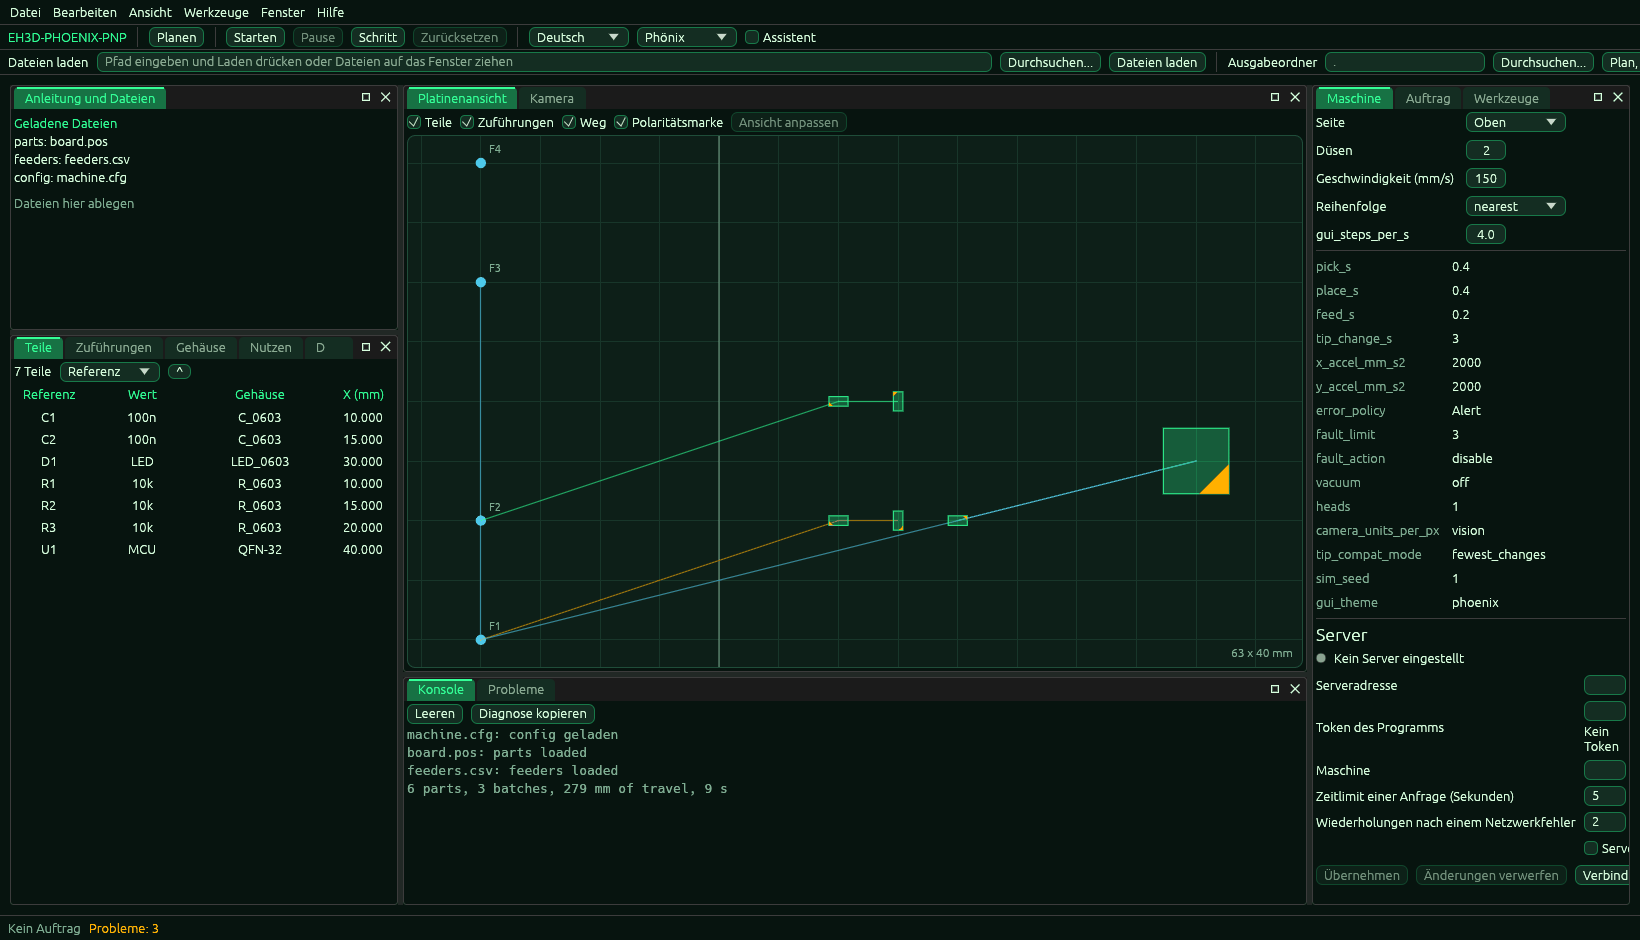 Datei Bearbeiten Ansicht Werkzeuge Fenster Hilfe
EH3D-PHOENIX-PNP Planen Starten Pause Schritt Zurücksetzen Deutsch Phönix Assistent
Dateien laden Pfad eingeben und Laden drücken oder Dateien auf das Fenster ziehen Durchsuchen... Dateien laden Ausgabeordner . Durchsuchen... Plan,
Anleitung und Dateien
Geladene Dateien
parts: board.pos
feeders: feeders.csv
config: machine.cfg
Dateien hier ablegen
Teile Zuführungen Gehäuse Nutzen D
7 Teile Referenz ^
Referenz Wert Gehäuse X (mm)
C1 100n C_0603 10.000
C2 100n C_0603 15.000
D1 LED LED_0603 30.000
R1 10k R_0603 10.000
R2 10k R_0603 15.000
R3 10k R_0603 20.000
U1 MCU QFN-32 40.000
Platinenansicht Kamera
Teile Zuführungen Weg Polaritätsmarke Ansicht anpassen
F4
F3
F2
F1
63 x 40 mm
Konsole Probleme
Leeren Diagnose kopieren
machine.cfg: config geladen
board.pos: parts loaded
feeders.csv: feeders loaded
6 parts, 3 batches, 279 mm of travel, 9 s
Maschine Auftrag Werkzeuge
Seite Oben
Düsen 2
Geschwindigkeit (mm/s) 150
Reihenfolge nearest
gui_steps_per_s 4.0
pick_s 0.4
place_s 0.4
feed_s 0.2
tip_change_s 3
x_accel_mm_s2 2000
y_accel_mm_s2 2000
error_policy Alert
fault_limit 3
fault_action disable
vacuum off
heads 1
camera_units_per_px vision
tip_compat_mode fewest_changes
sim_seed 1
gui_theme phoenix
Server
Kein Server eingestellt
Serveradresse
Token des Programms
Kein
Token
Maschine
Zeitlimit einer Anfrage (Sekunden) 5
Wiederholungen nach einem Netzwerkfehler 2
Serve
Übernehmen Änderungen verwerfen Verbind
Kein Auftrag Probleme: 3